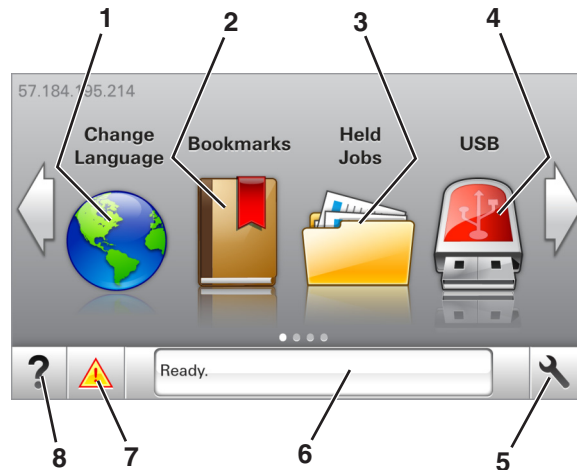 1 2 3 4
57.184.195.214
Change Language
Bookmarks
Held Jobs
USB
?
Ready.
8 7 6 5